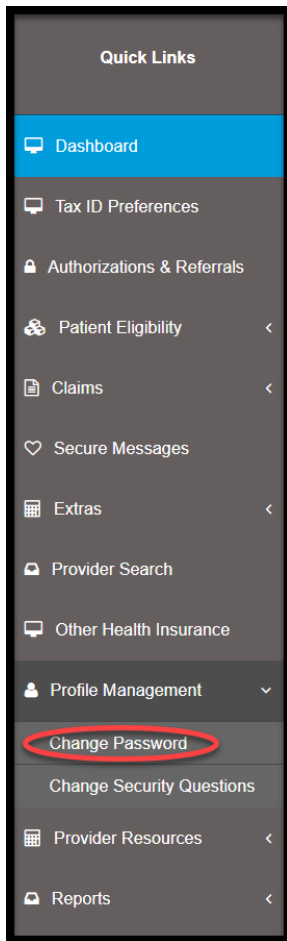 Quick Links
Dashboard
Tax ID Preferences
Authorizations & Referrals
Patient Eligibility
Claims
Secure Messages
Extras
Provider Search
Other Health Insurance
Profile Management
Change Password
Change Security Questions
Provider Resources
Reports